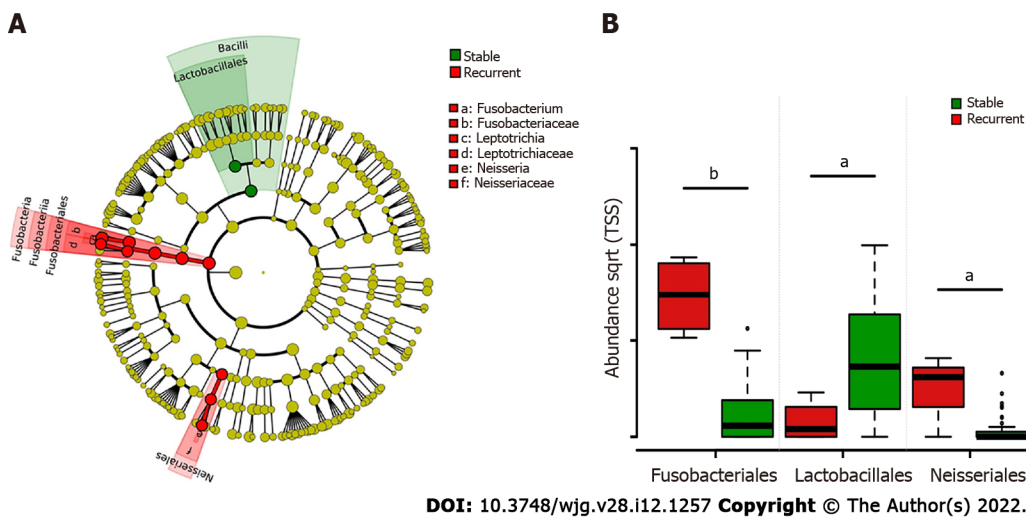 A
Bacilli
Lactobacillales
Stable
Recurrent
a: Fusobacterium
b: Fusobacteriaceae
c: Leptotrichia
d: Leptotrichiaceae
e: Neisseria
f: Neisseriaceae
Fusobacteria
Fusobacteriia
Fusobacteriales
b
d
f
Neisseriales
B
Stable
Recurrent
Abundance sqrt (TSS)
b
a
a
Fusobacteriales
Lactobacillales
Neisseriales
DOI: 10.3748/wjg.v28.i12.1257 Copyright © The Author(s) 2022.